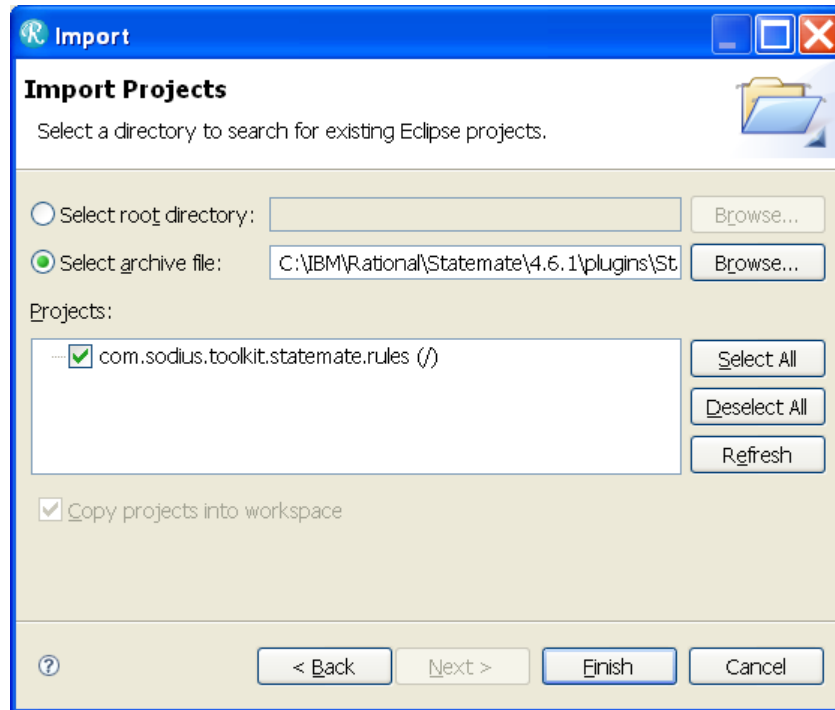 Import
Import Projects
Select a directory to search for existing Eclipse projects.
Select root directory: Browse...
Select archive file: C:\IBM\Rational\Statemate\4.6.1\plugins\St Browse...
Projects:
com.sodius.toolkit.statemate.rules (/)
Select All
Deselect All
Refresh
Copy projects into workspace
? < Back Next > Finish Cancel